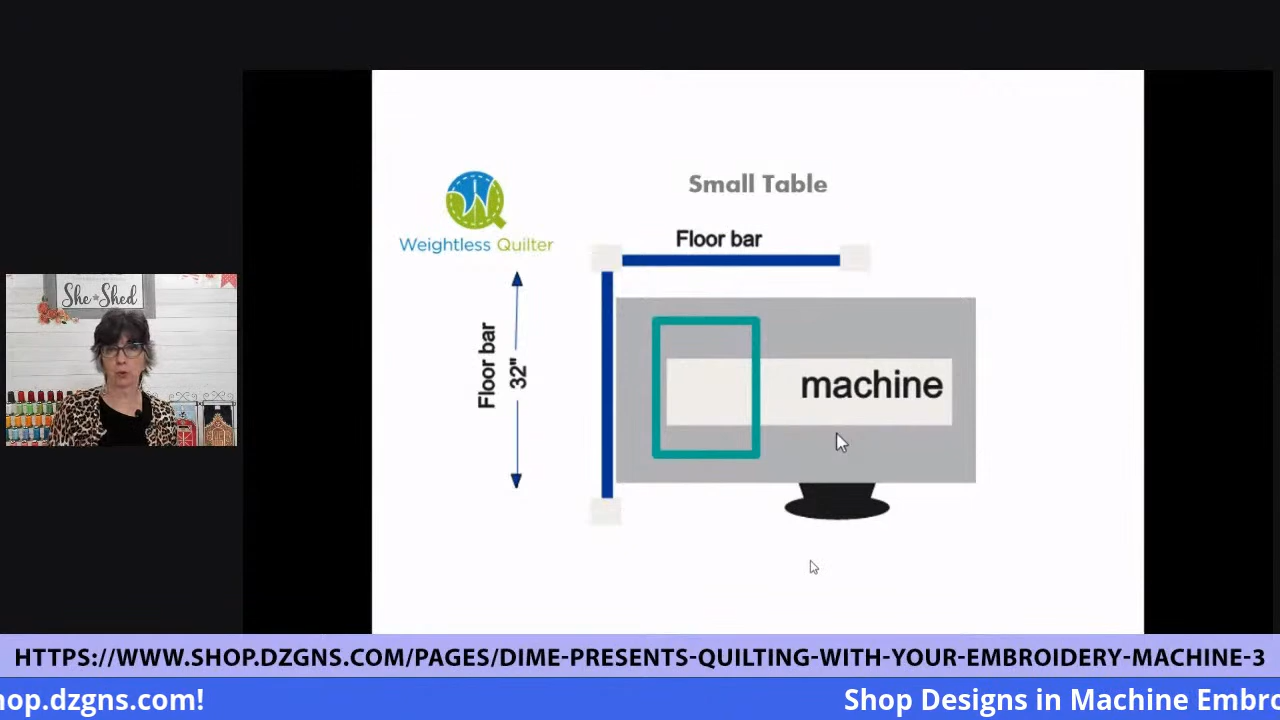 Small Table
Weightless Quilter
Floor bar
Floor bar
32"
machine
She Shed
HTTPS://WWW.SHOP.DZGNS.COM/PAGES/DIME-PRESENTS-QUILTING-WITH-YOUR-EMBROIDERY-MACHINE-3
hop.dzgns.com! Shop Designs in Machine Embro